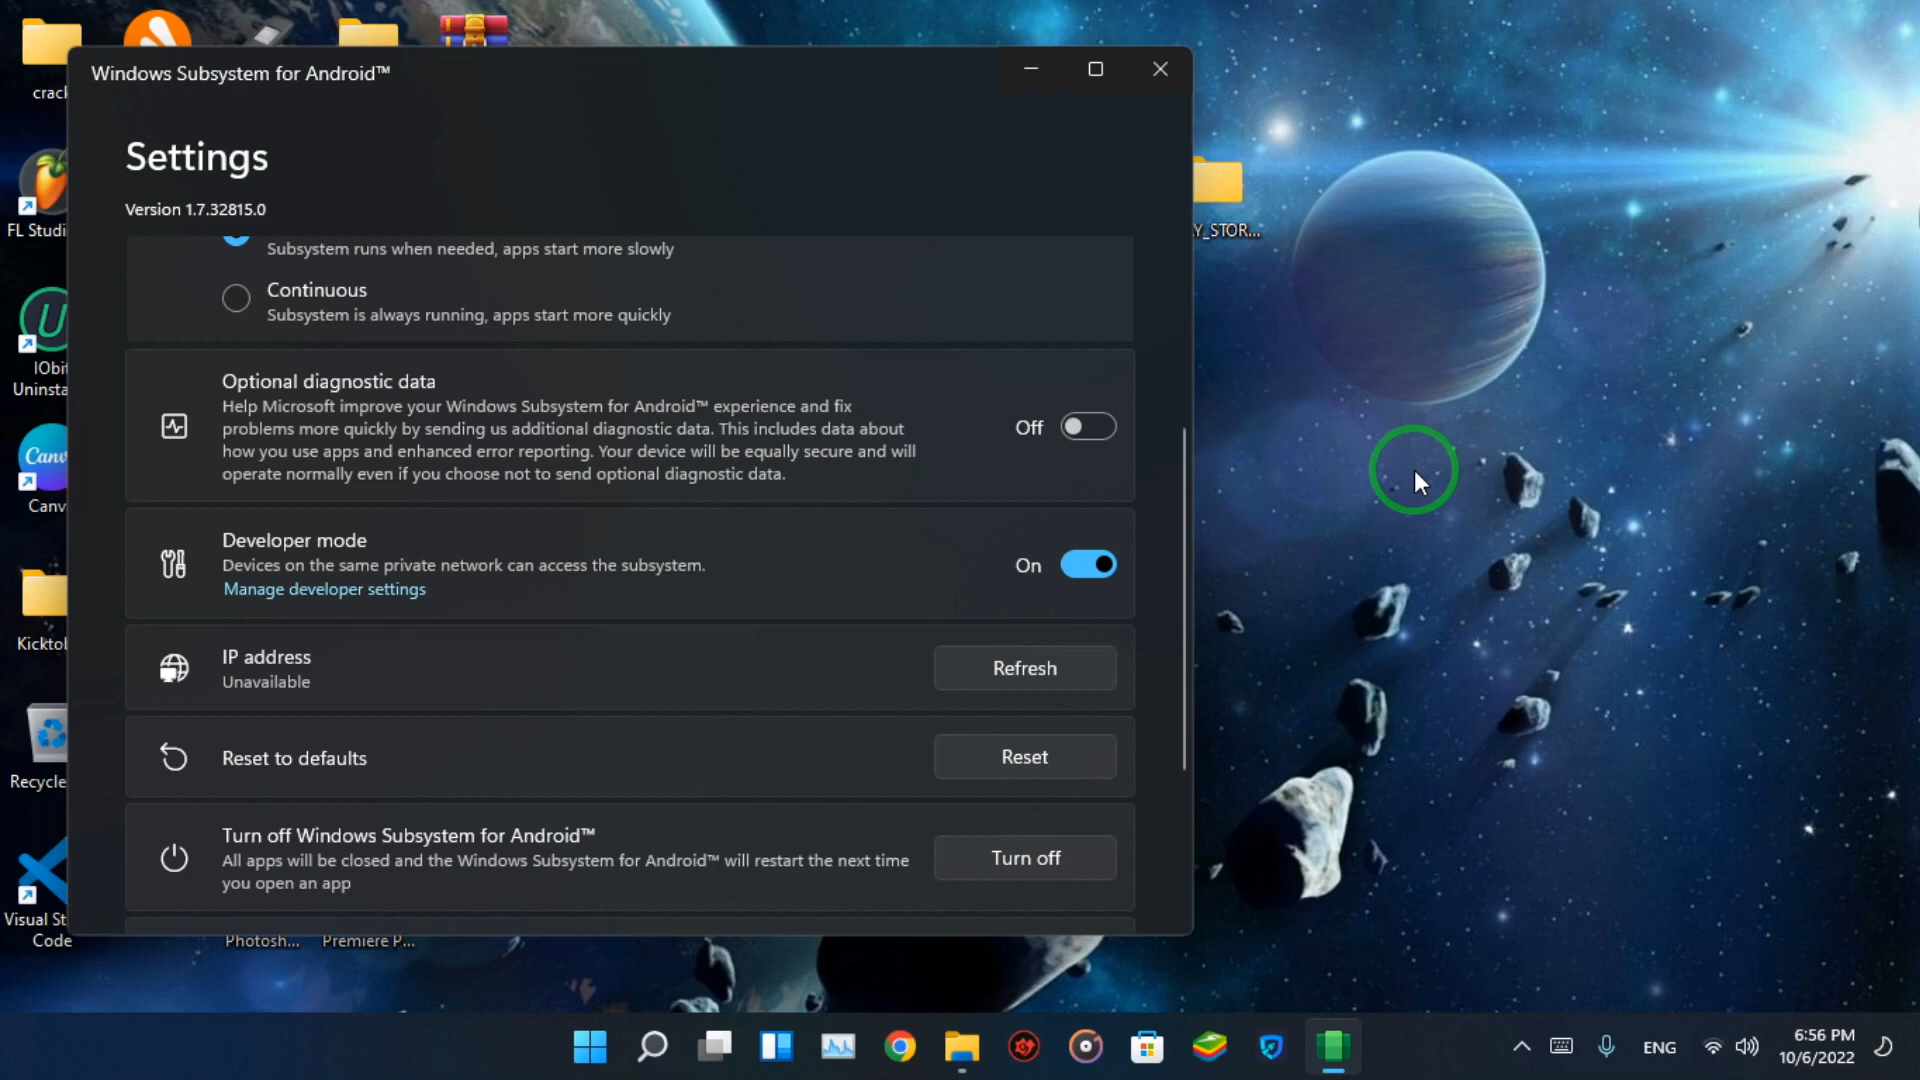 Windows Subsystem for Android™
Settings
Version 1.7.32815.0
Subsystem runs when needed, apps start more slowly
Continuous
Subsystem is always running, apps start more quickly
Optional diagnostic data
Help Microsoft improve your Windows Subsystem for Android™ experience and fix
problems more quickly by sending us additional diagnostic data. This includes data about
how you use apps and enhanced error reporting. Your device will be equally secure and will
operate normally even if you choose not to send optional diagnostic data.
Off
Developer mode
Devices on the same private network can access the subsystem.
Manage developer settings
On
IP address
Unavailable
Refresh
Reset to defaults
Reset
Turn off Windows Subsystem for Android™
All apps will be closed and the Windows Subsystem for Android™ will restart the next time
you open an app
Turn off
crack
FL Studi
IObit
Uninsta
Canv
Canv
Kicktol
Recycle
Visual St
Code
Photosh...
Premiere P...
Y_STOR...
ENG
6:56 PM
10/6/2022